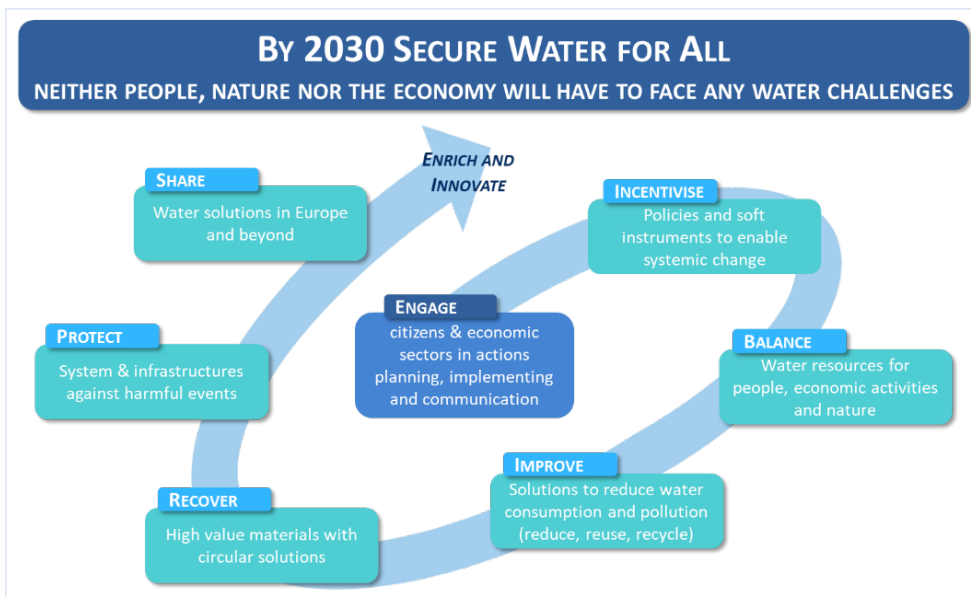 BY 2030 SECURE WATER FOR ALL
NEITHER PEOPLE, NATURE NOR THE ECONOMY WILL HAVE TO FACE ANY WATER CHALLENGES
ENRICH AND
INNOVATE
ENGAGE
citizens & economic
sectors in actions
planning, implementing
and communication
INCENTIVISE
Policies and soft
instruments to enable
systemic change
BALANCE
Water resources for
people, economic activities
and nature
IMPROVE
Solutions to reduce water
consumption and pollution
(reduce, reuse, recycle)
RECOVER
High value materials with
circular solutions
PROTECT
System & infrastructures
against harmful events
SHARE
Water solutions in Europe
and beyond